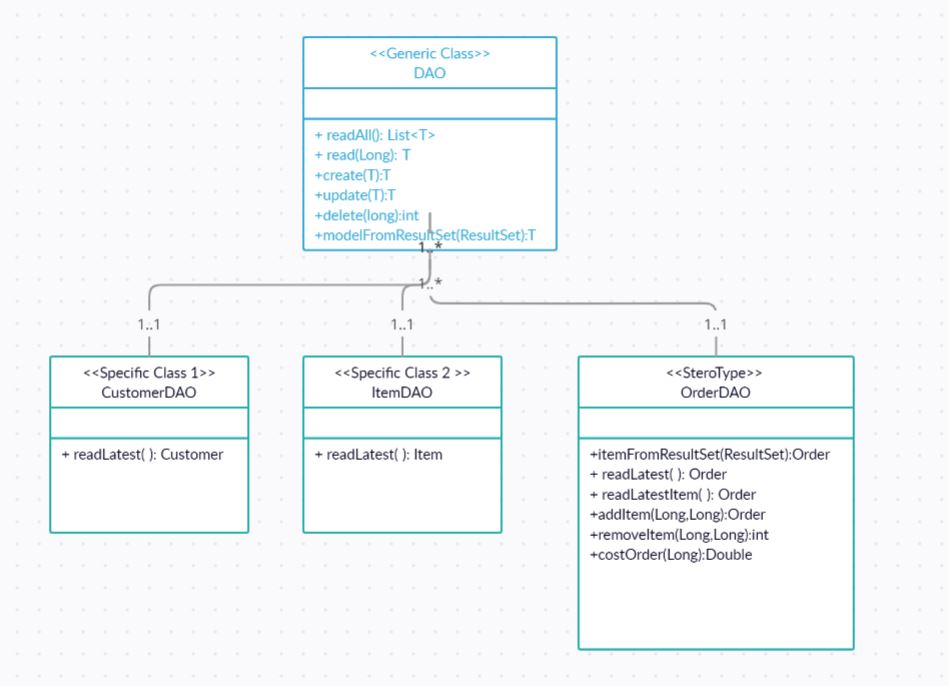 <<Generic Class>>
DAO
+ readAll(): List<T>
+ read(Long): T
+create(T):T
+update(T):T
+delete(long):int
+modelFromResultSet(ResultSet):T
1..*
1..*
1..1 1..1 1..1
<<Specific Class 1>>
CustomerDAO
+ readLatest( ): Customer
<<Specific Class 2 >>
ItemDAO
+ readLatest( ): Item
<<SteroType>>
OrderDAO
+itemFromResultSet(ResultSet):Order
+ readLatest( ): Order
+ readLatestItem( ): Order
+addItem(Long,Long):Order
+removeItem(Long,Long):int
+costOrder(Long):Double